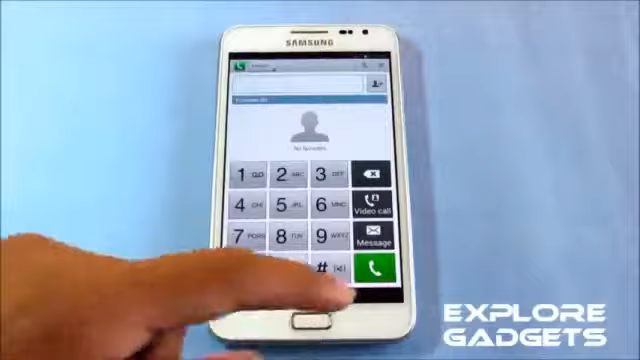 SAMSUNG
No favorites
1
2 ABC
3 DEF
4 GHI
5 JKL
6 MNO
Video call
7 PQRS
8 TUV
9 WXYZ
Message
#
EXPLORE
GADGETS